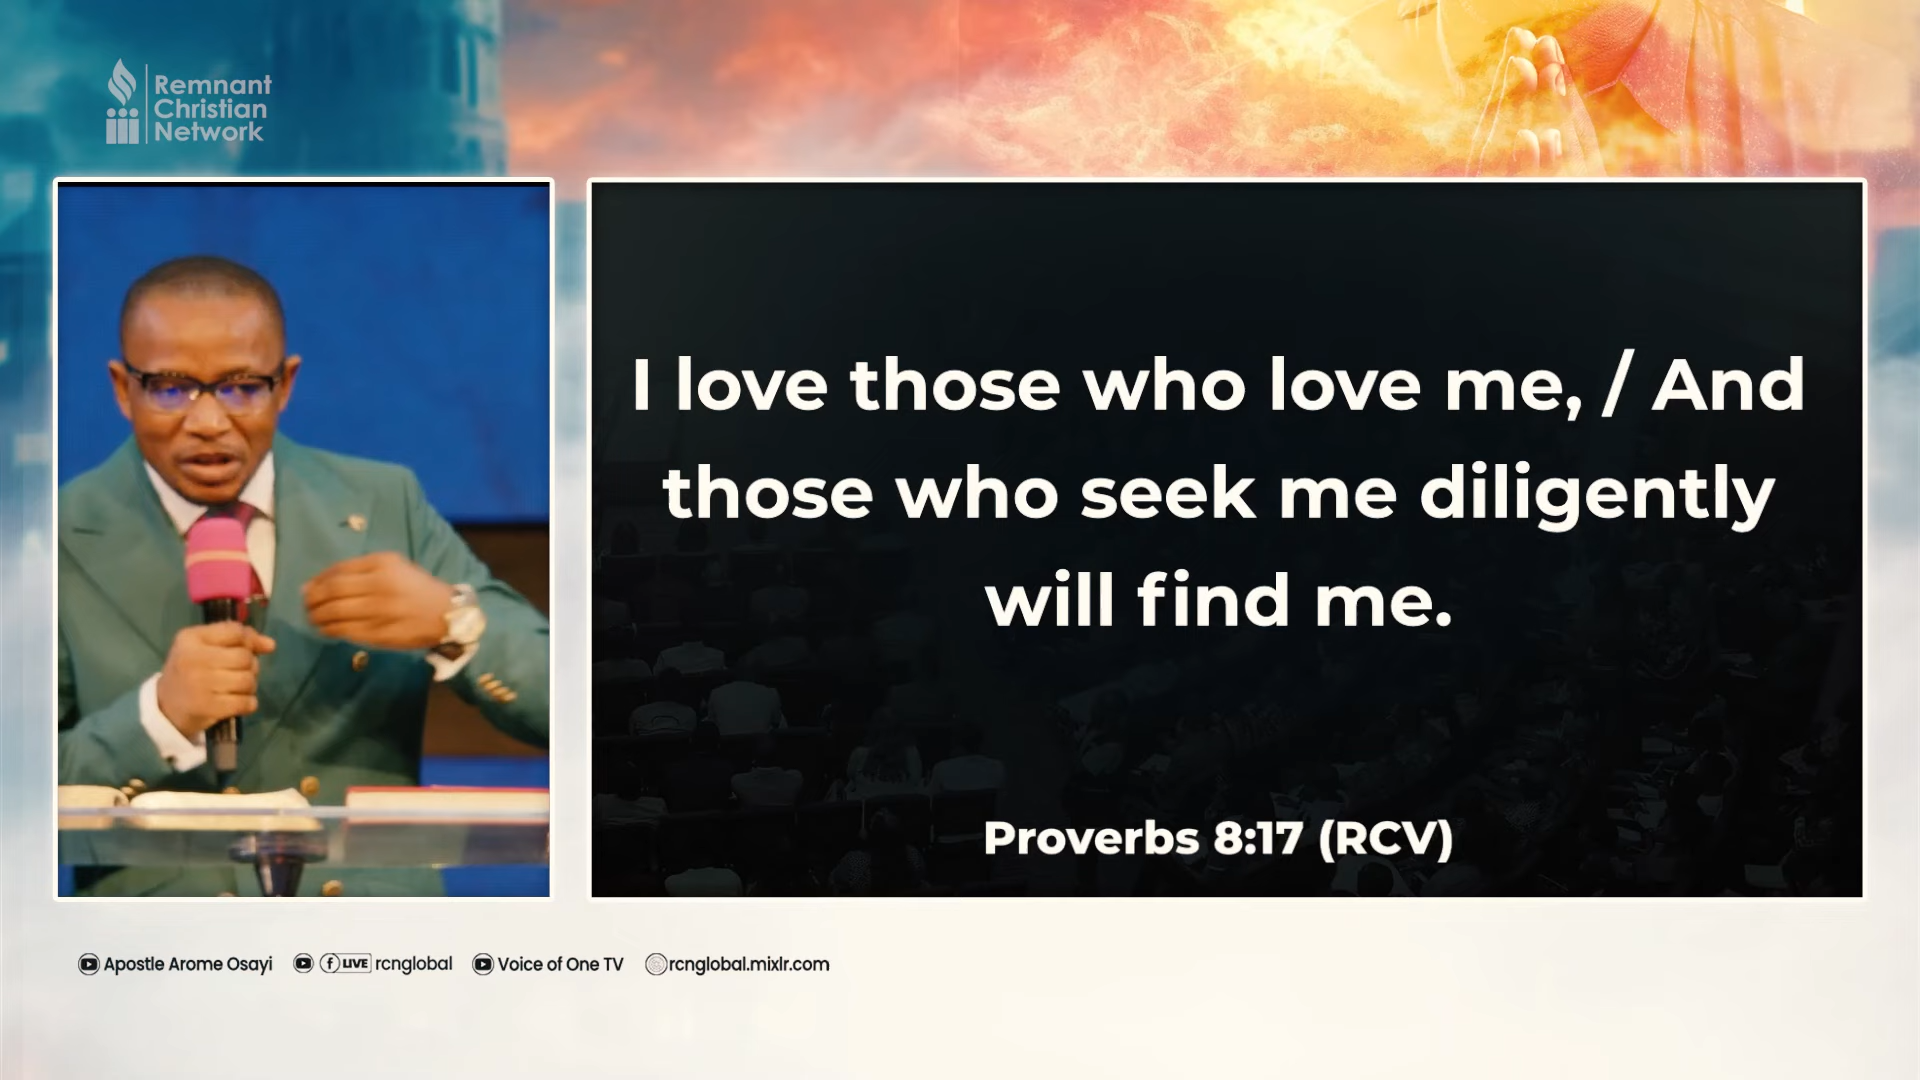 Remnant
Christian
Network
I love those who love me, / And
those who seek me diligently
will find me.
Proverbs 8:17 (RCV)
Apostle Arome Osayi LIVE rcnglobal Voice of One TV rcnglobal.mixlr.com